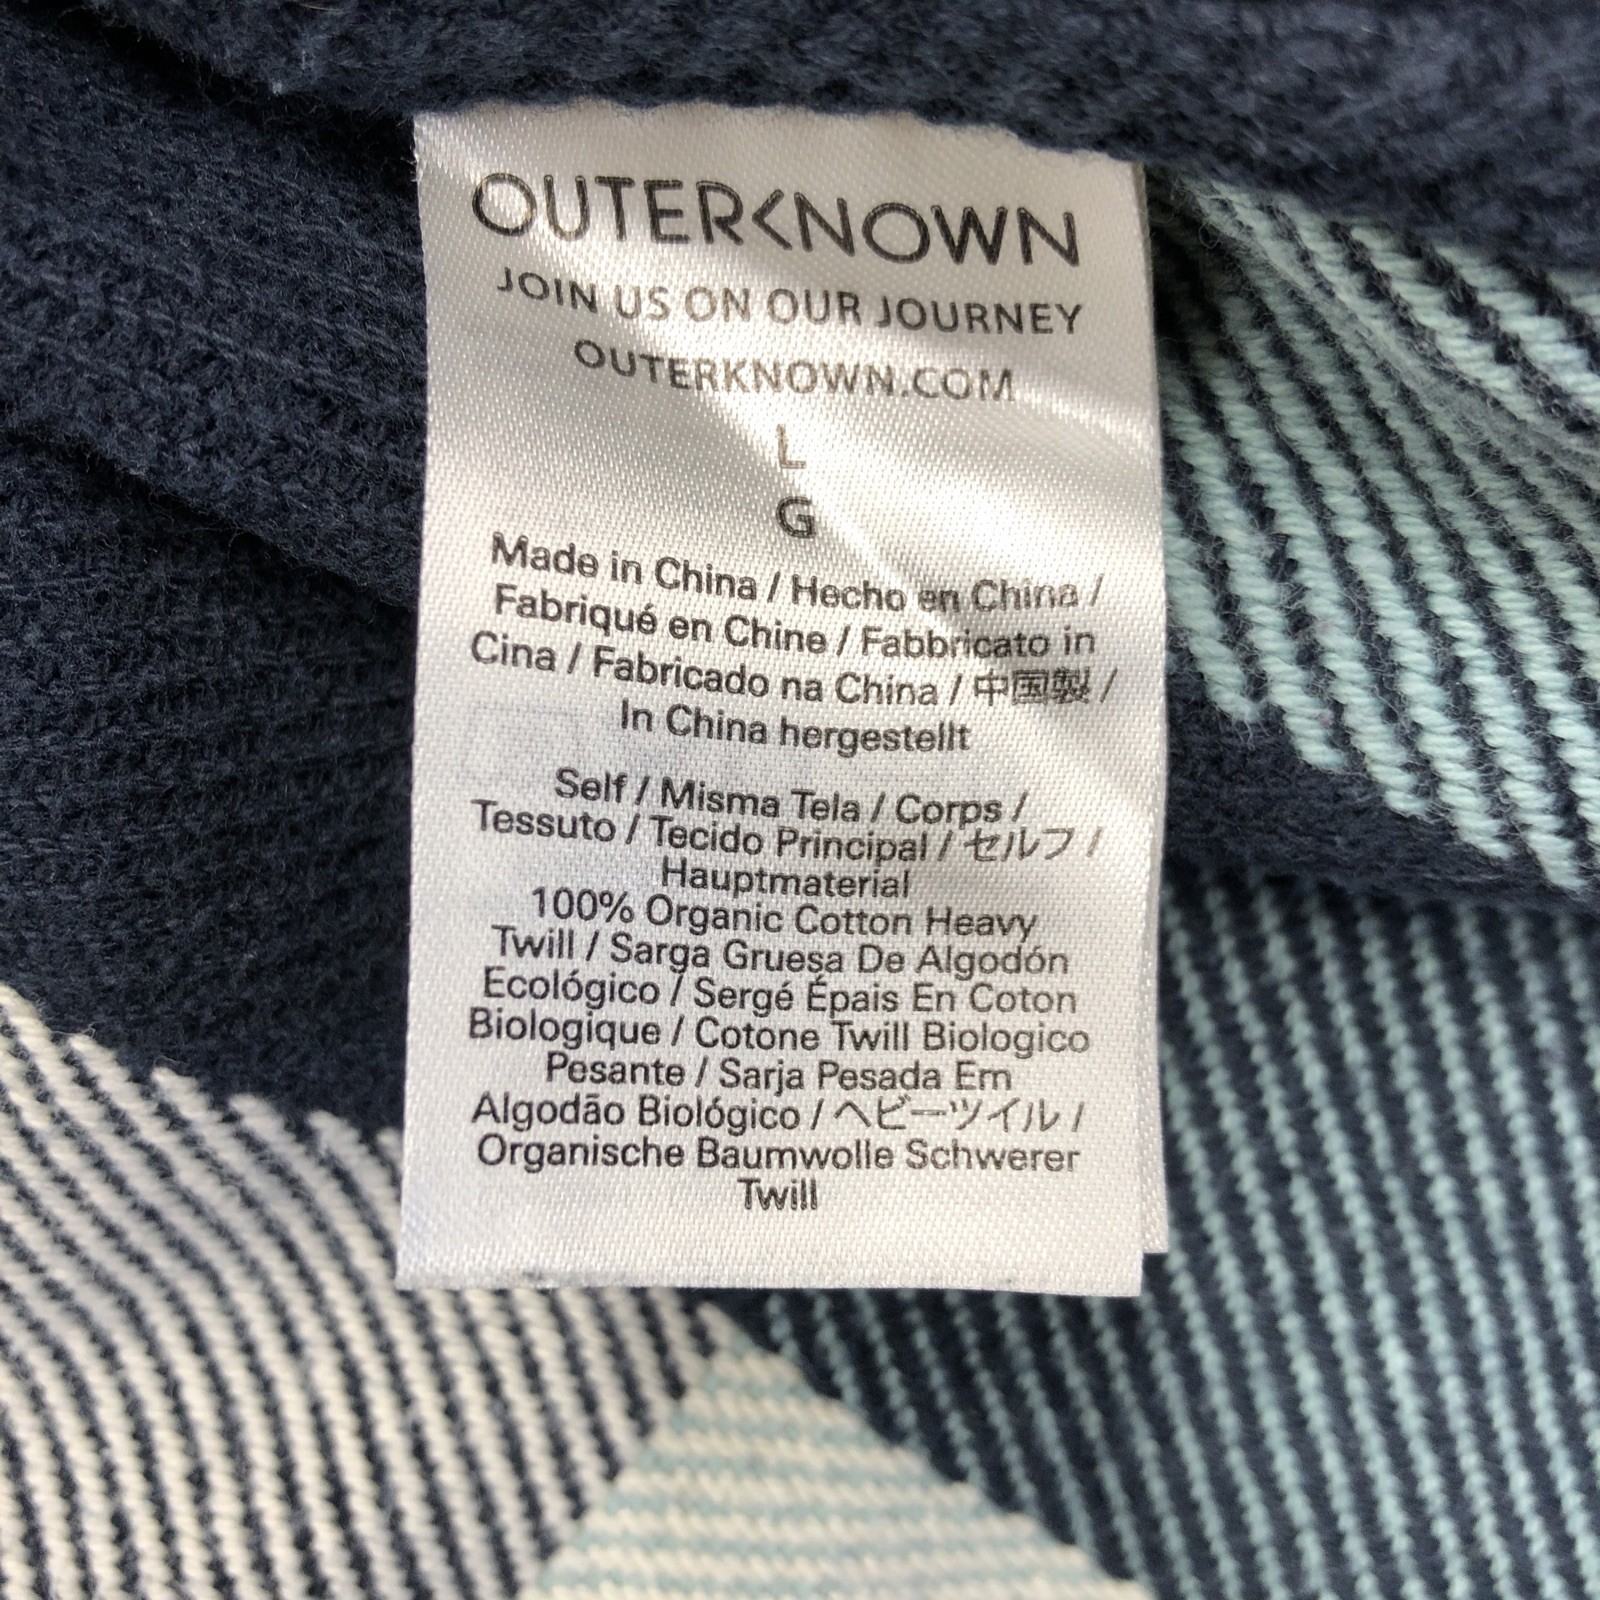 OUTERKNOWN
JOIN US ON OUR JOURNEY
OUTERKNOWN.COM
L
G
Made in China / Hecho en China /
Fabriqué en Chine / Fabbricato in
Cina / Fabricado na China / 中国製 /
In China hergestellt
Self / Misma Tela / Corps /
Tessuto / Tecido Principal / セルフ /
Hauptmaterial
100% Organic Cotton Heavy
Twill / Sarga Gruesa De Algodón
Ecológico / Sergé Épais En Coton
Biologique / Cotone Twill Biologico
Pesante / Sarja Pesada Em
Algodão Biológico / ヘビーツイル /
Organische Baumwolle Schwerer
Twill